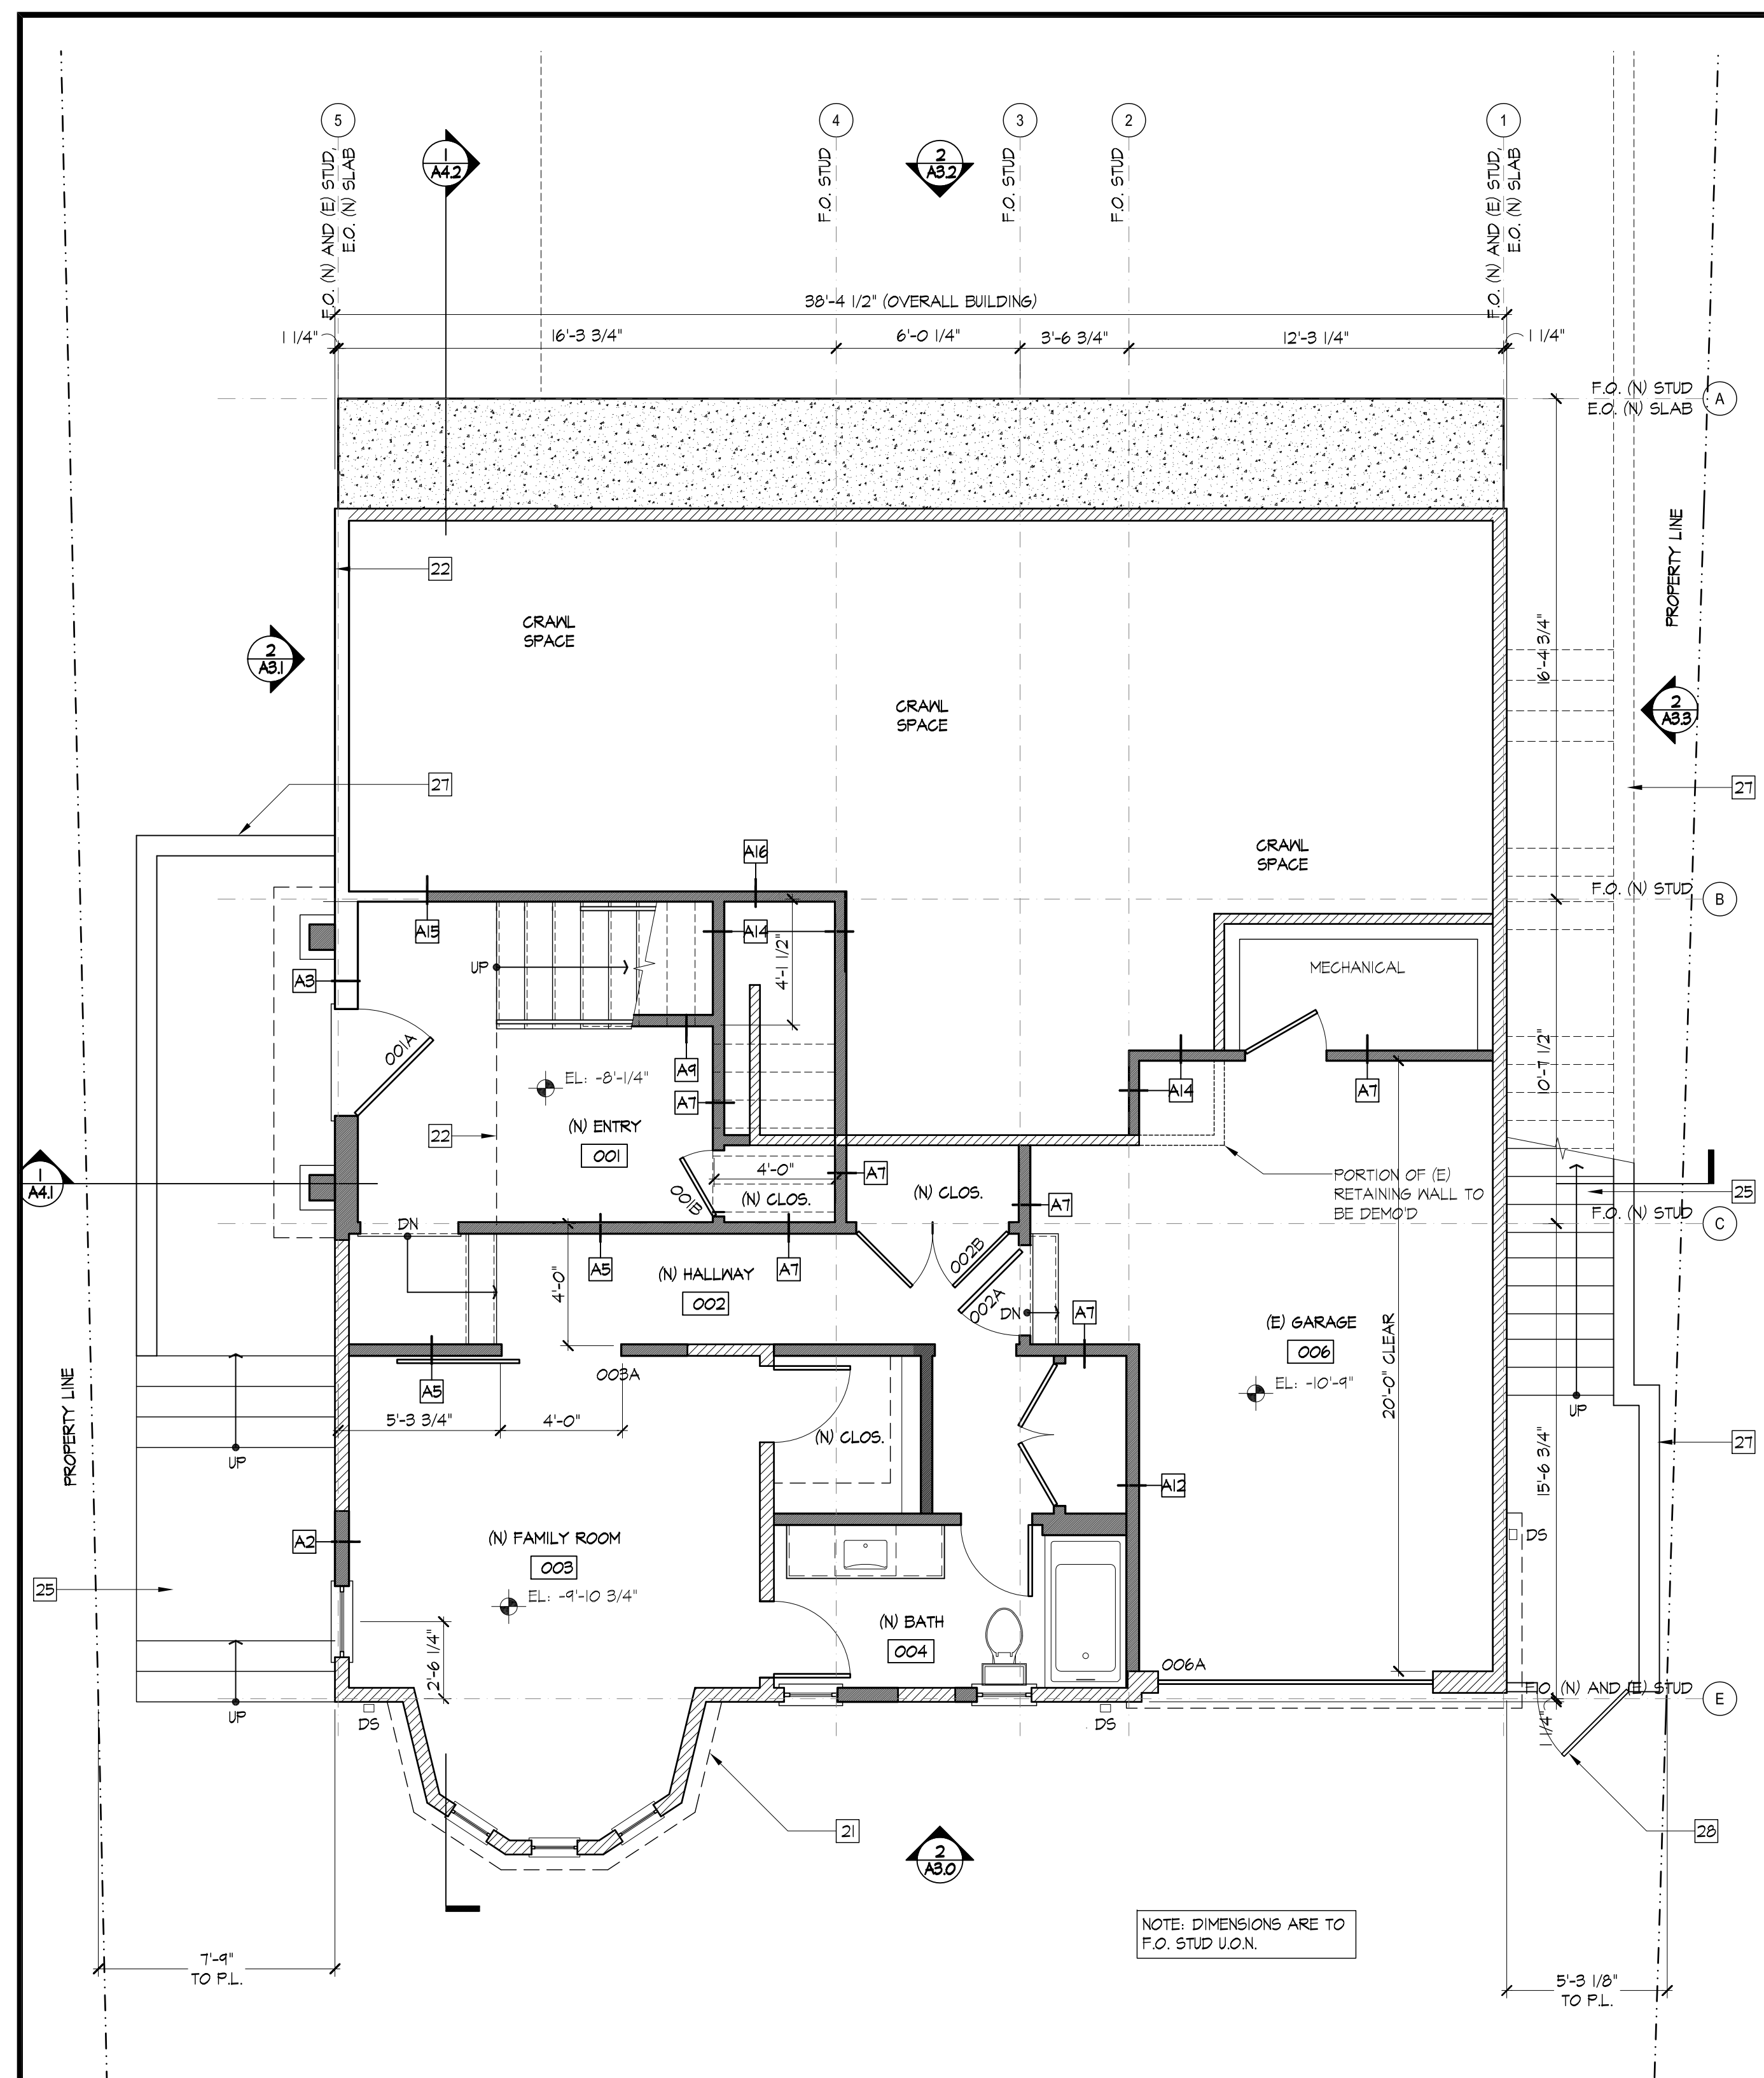 5
4
3
2
1
1
A4.2
2
A3.2
F.O. (N) AND (E) STUD,
E.O. (N) SLAB
F.O. STUD
F.O. STUD
F.O. STUD
F.O. (N) AND (E) STUD,
E.O. (N) SLAB
38'-4 1/2" (OVERALL BUILDING)
1 1/4"
16'-3 3/4"
6'-0 1/4"
3'-6 3/4"
12'-3 1/4"
1 1/4"
F.O. (N) STUD
E.O. (N) SLAB
A
PROPERTY LINE
22
CRAWL
SPACE
16'-4 3/4"
2
A3.1
CRAWL
SPACE
2
A3.3
27
27
CRAWL
SPACE
A16
F.O. (N) STUD
B
A15
A14
4'-1 1/2"
UP
MECHANICAL
A3
001A
EL: -8'-1/4"
A9
A7
A14
A7
10'-7 1/2"
(N) ENTRY
001
22
1
A4.1
4'-0"
A7
001B
(N) CLOS.
(N) CLOS.
A7
PORTION OF (E)
RETAINING WALL TO
BE DEMO'D
25
F.O. (N) STUD
C
DN
A5
(N) HALLWAY
002
A7
4'-0"
002B
002A
DN
A7
(E) GARAGE
006
EL: -10'-9"
20'-0" CLEAR
003A
A5
5'-3 3/4"
4'-0"
(N) CLOS.
UP
PROPERTY LINE
UP
27
15'-6 3/4"
A12
A2
(N) FAMILY ROOM
003
EL: -9'-10 3/4"
DS
25
2'-6 1/4"
(N) BATH
004
006A
F.O. (N) AND (E) STUD
E
UP
DS
DS
1 1/4"
21
2
A3.0
28
NOTE: DIMENSIONS ARE TO
F.O. STUD U.O.N.
7'-9"
TO P.L.
5'-3 1/8"
TO P.L.